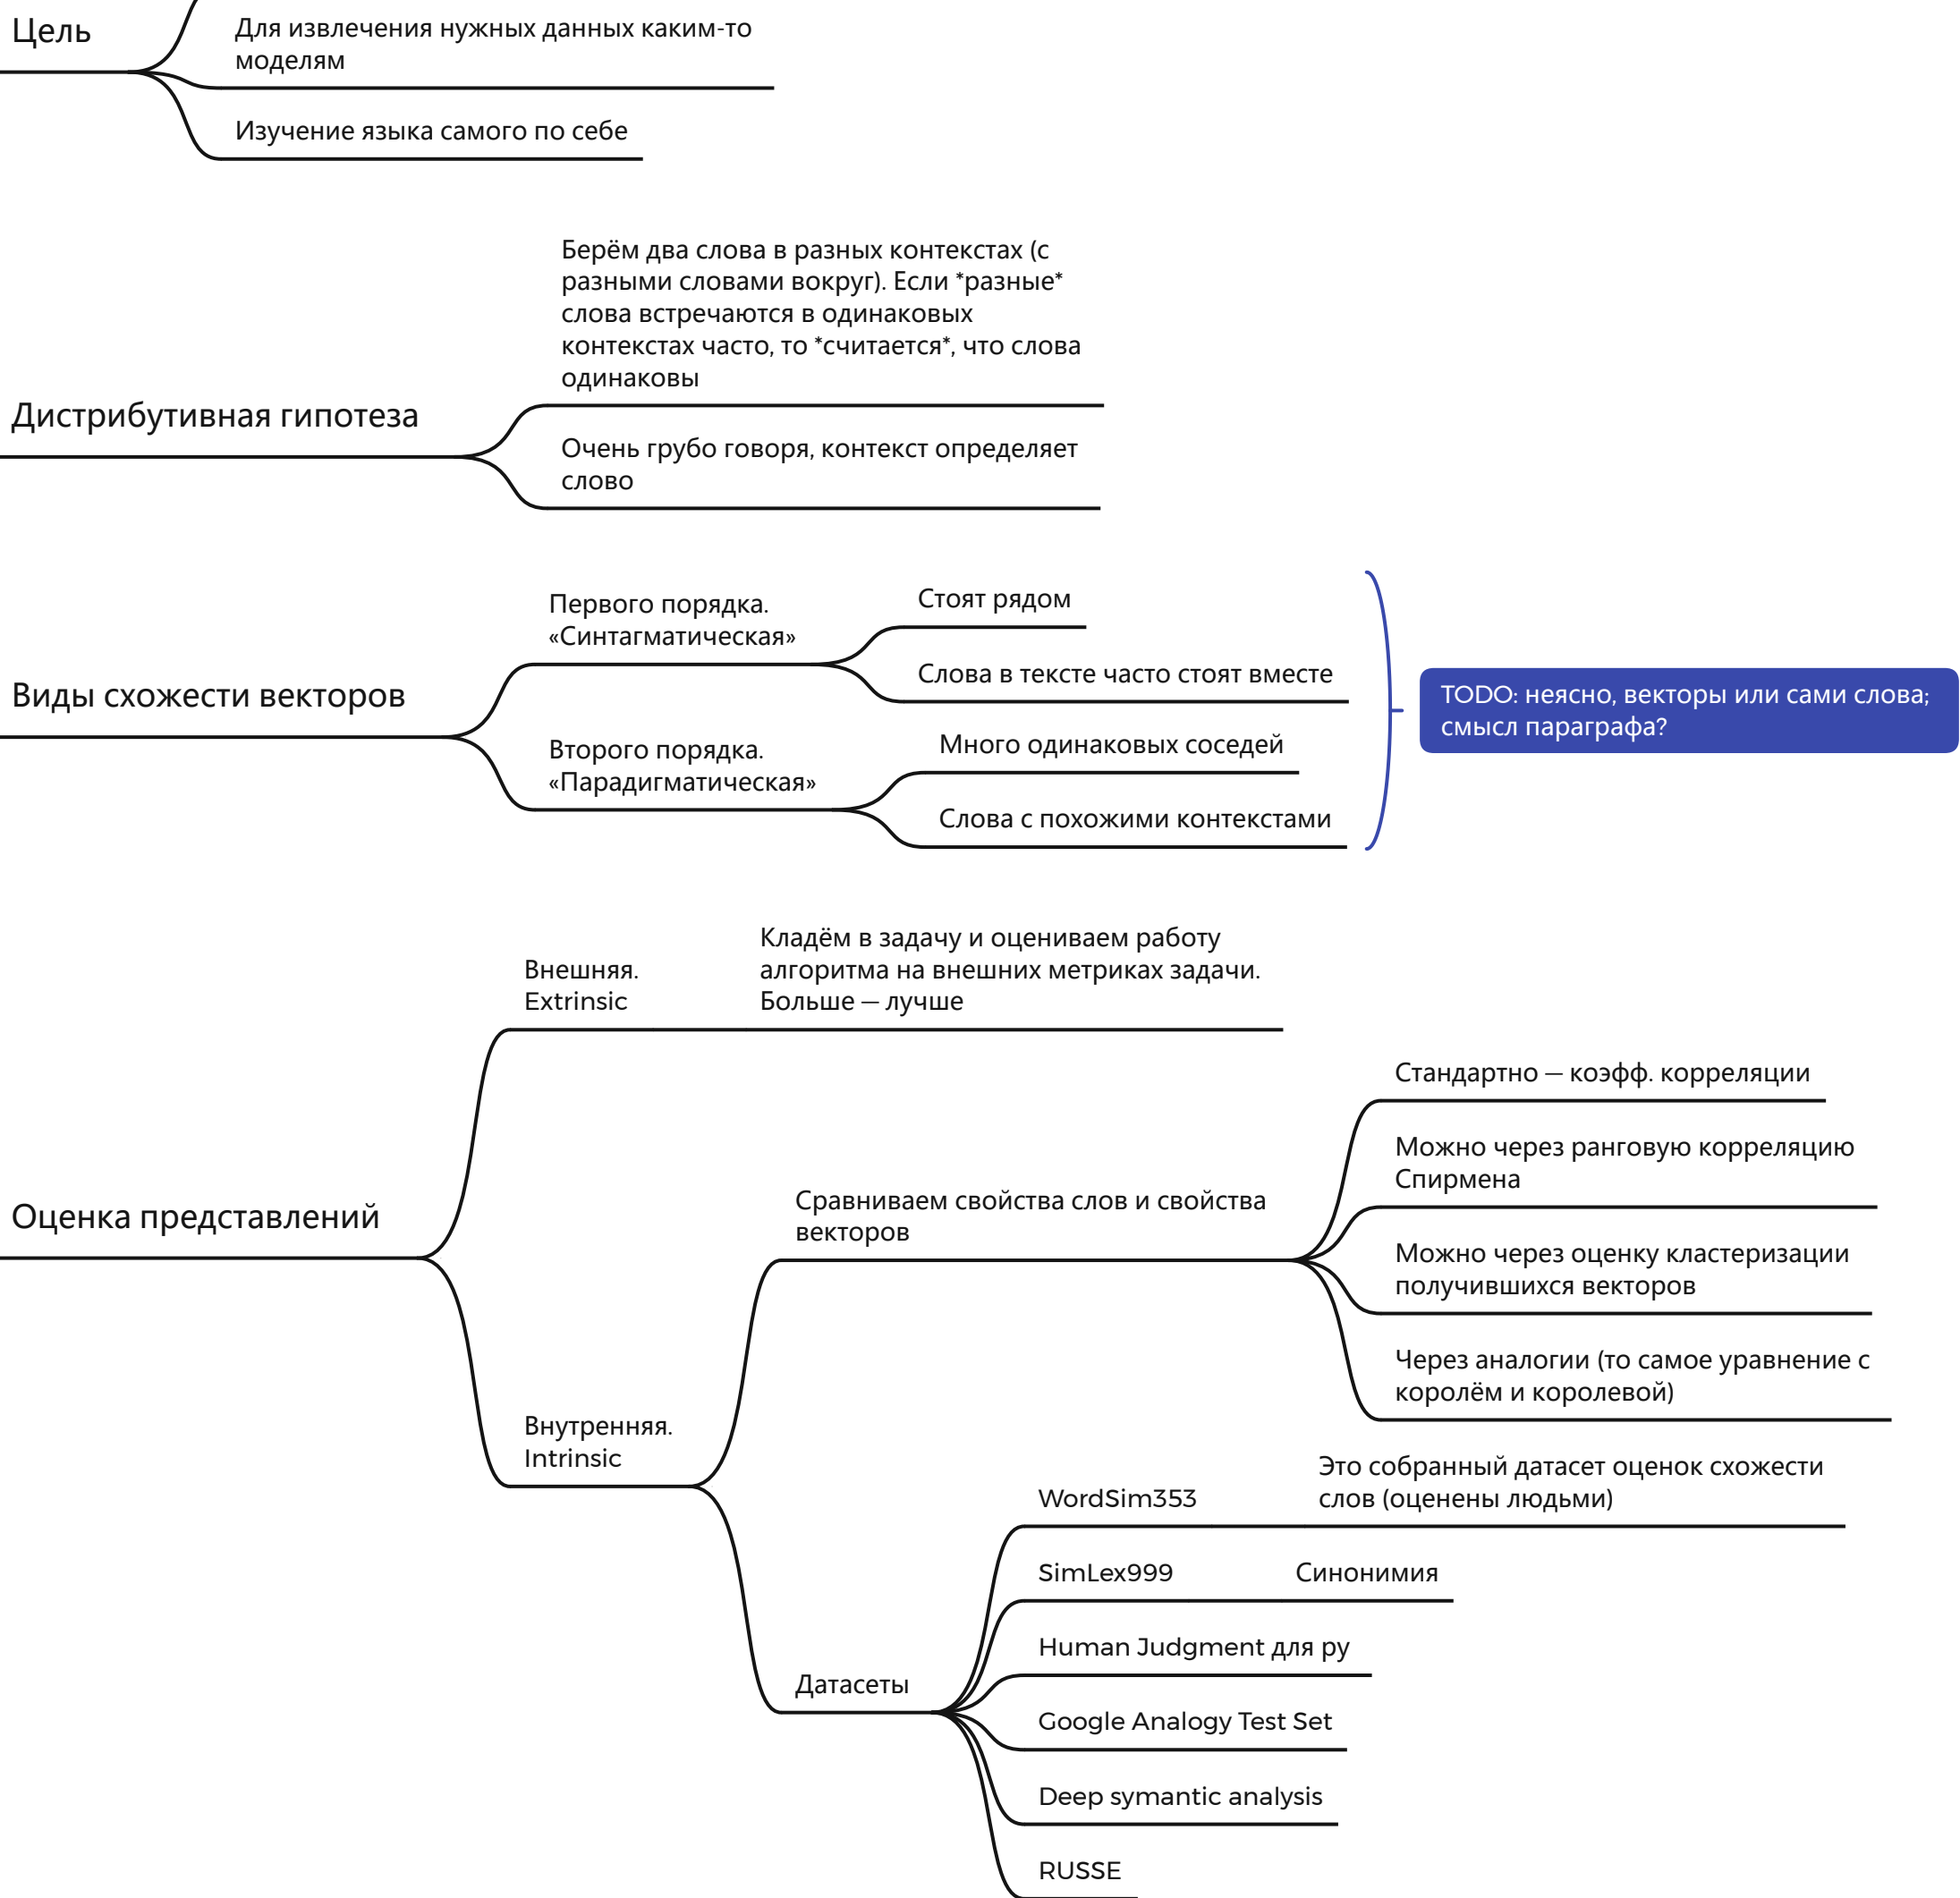 Цель
Для извлечения нужных данных каким-то
моделям
Изучение языка самого по себе
Дистрибутивная гипотеза
Берём два слова в разных контекстах (с
разными словами вокруг). Если *разные*
слова встречаются в одинаковых
контекстах часто, то *считается*, что слова
одинаковы
Очень грубо говоря, контекст определяет
слово
Виды схожести векторов
Первого порядка.
«Синтагматическая»
Стоят рядом
Слова в тексте часто стоят вместе
Второго порядка.
«Парадигматическая»
Много одинаковых соседей
Слова с похожими контекстами
TODO: неясно, векторы или сами слова;
смысл параграфа?
Оценка представлений
Внешняя.
Extrinsic
Кладём в задачу и оцениваем работу
алгоритма на внешних метриках задачи.
Больше — лучше
Внутренняя.
Intrinsic
Сравниваем свойства слов и свойства
векторов
Стандартно — коэфф. корреляции
Можно через ранговую корреляцию
Спирмена
Можно через оценку кластеризации
получившихся векторов
Через аналогии (то самое уравнение с
королём и королевой)
Датасеты
WordSim353
Это собранный датасет оценок схожести
слов (оценены людьми)
SimLex999
Синонимия
Human Judgment для ру
Google Analogy Test Set
Deep symantic analysis
RUSSE